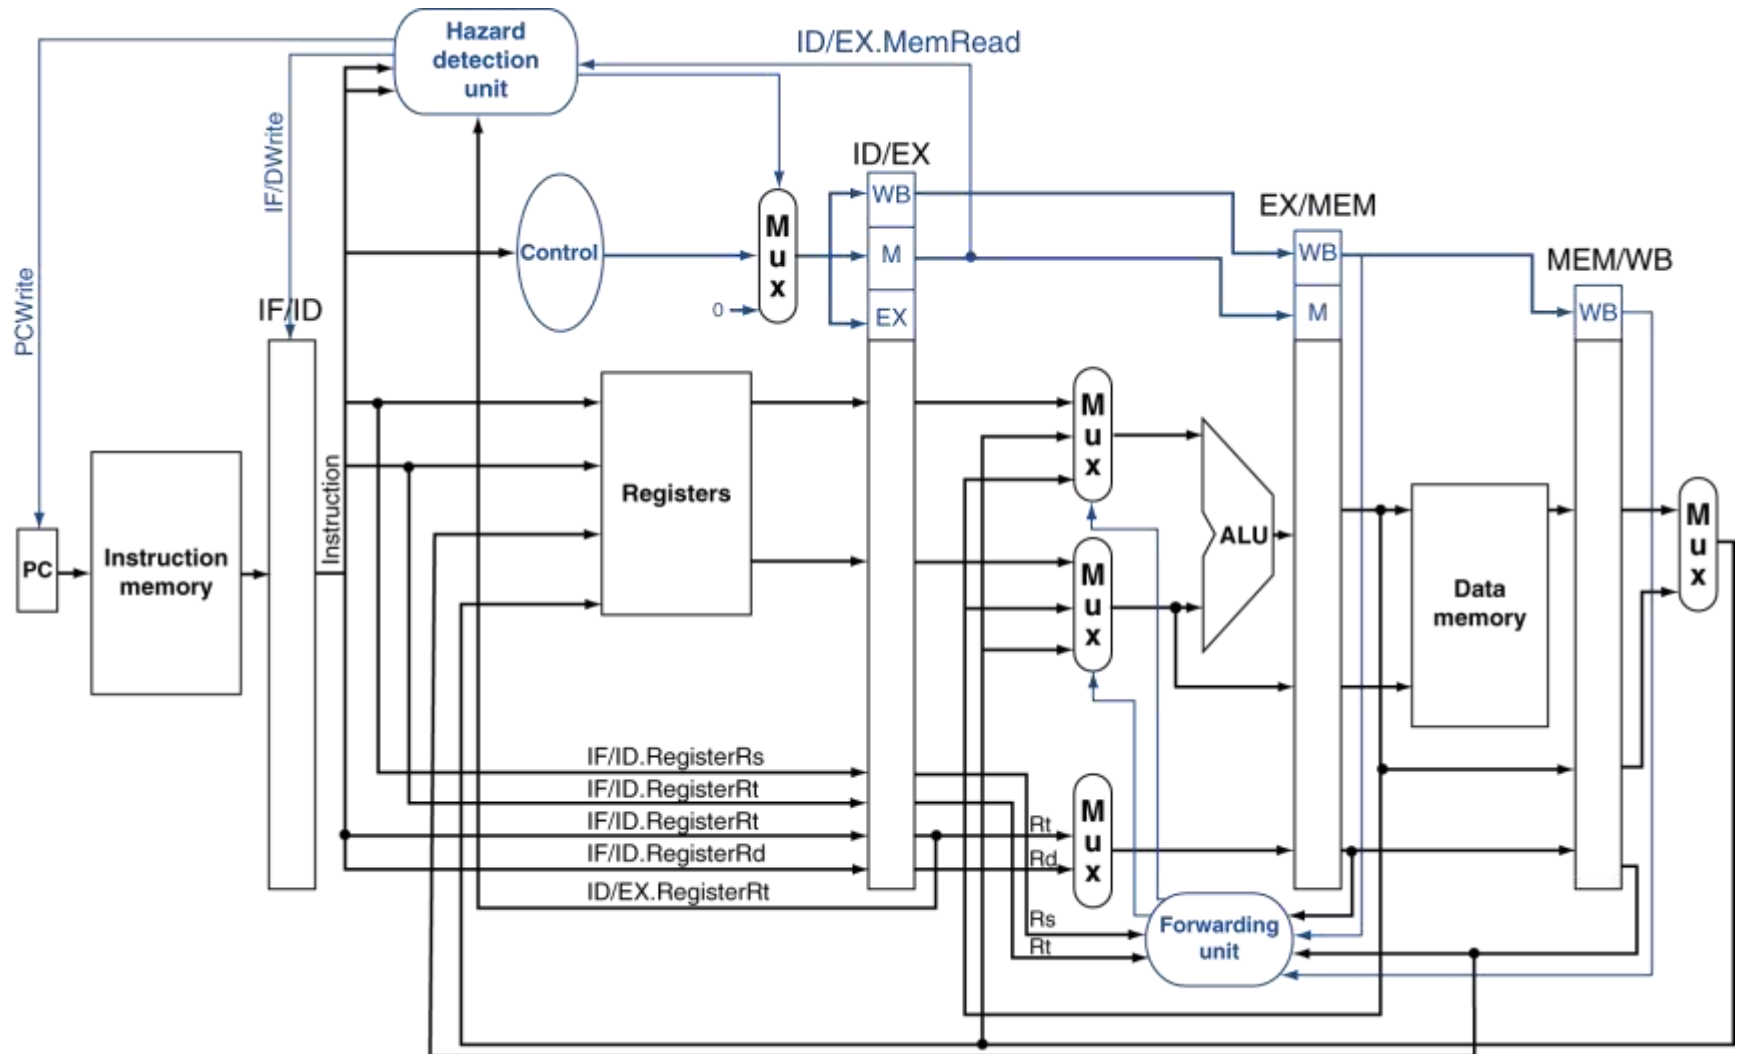 Hazard
detection
unit
ID/EX.MemRead
IF/DWrite
PCWrite
ID/EX
WB
M
EX
Control
M
u
x
0
EX/MEM
WB
M
MEM/WB
WB
IF/ID
PC
Instruction
memory
Instruction
Registers
M
u
x
M
u
x
ALU
Data
memory
M
u
x
IF/ID.RegisterRs
IF/ID.RegisterRt
IF/ID.RegisterRt
IF/ID.RegisterRd
ID/EX.RegisterRt
Rt
Rd
M
u
x
Rs
Rt
Forwarding
unit